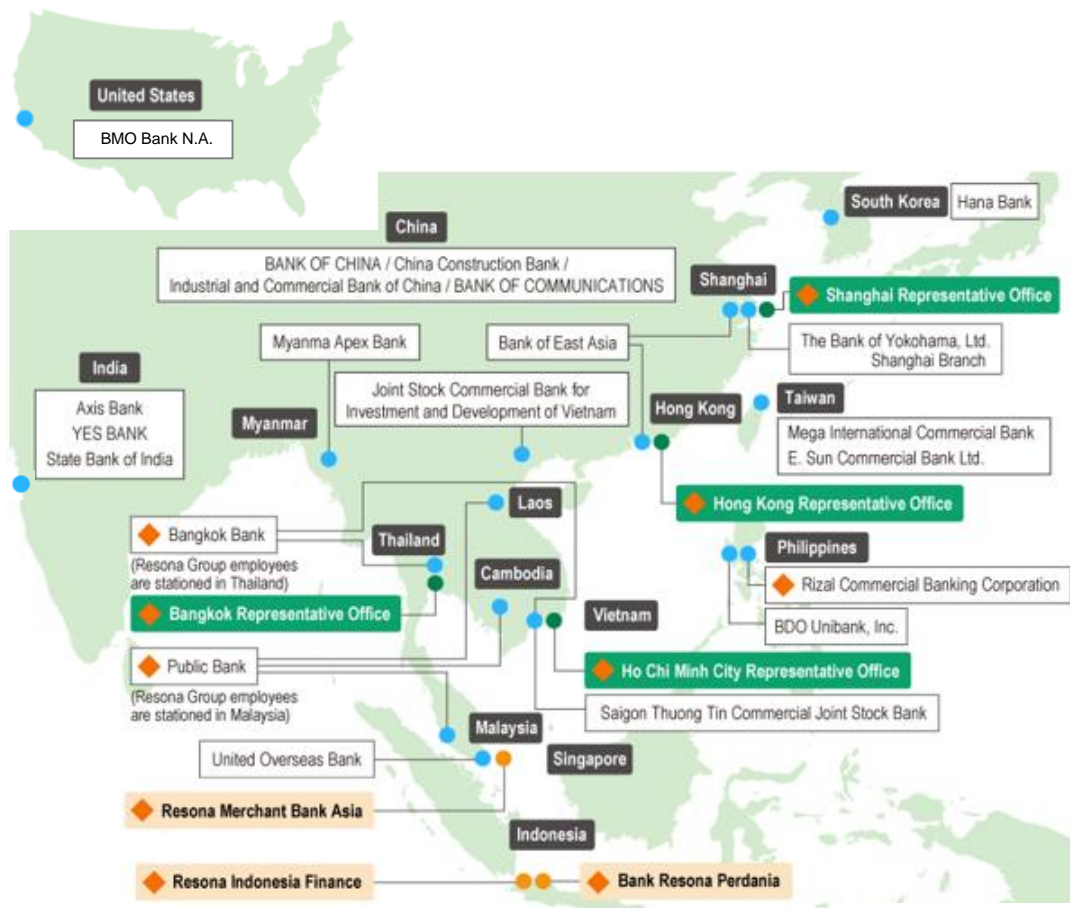 United States
BMO Bank N.A.
South Korea
Hana Bank
China
BANK OF CHINA / China Construction Bank /
Industrial and Commercial Bank of China / BANK OF COMMUNICATIONS
Shanghai
Shanghai Representative Office
Myanma Apex Bank
Bank of East Asia
The Bank of Yokohama, Ltd.
Shanghai Branch
India
Axis Bank
YES BANK
State Bank of India
Joint Stock Commercial Bank for
Investment and Development of Vietnam
Myanmar
Hong Kong
Taiwan
Mega International Commercial Bank
E. Sun Commercial Bank Ltd.
Laos
Hong Kong Representative Office
Bangkok Bank
(Resona Group employees
are stationed in Thailand)
Thailand
Cambodia
Philippines
Rizal Commercial Banking Corporation
Bangkok Representative Office
Vietnam
BDO Unibank, Inc.
Public Bank
(Resona Group employees
are stationed in Malaysia)
Ho Chi Minh City Representative Office
Saigon Thuong Tin Commercial Joint Stock Bank
Malaysia
United Overseas Bank
Singapore
Resona Merchant Bank Asia
Indonesia
Resona Indonesia Finance
Bank Resona Perdania